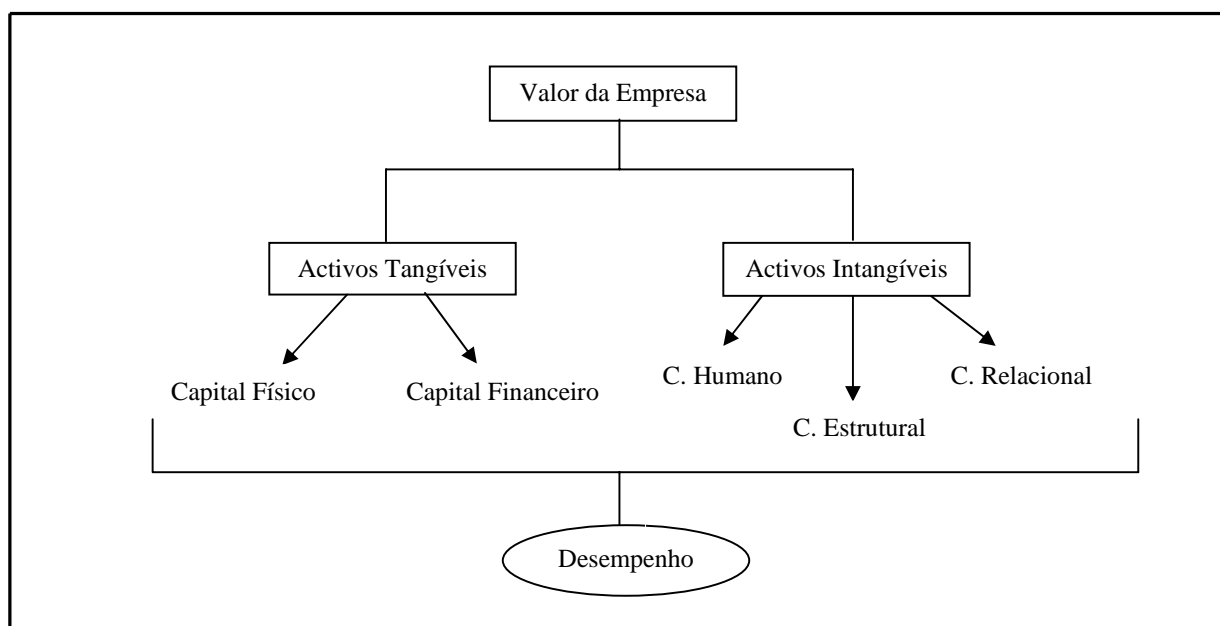 Valor da Empresa
Activos Tangíveis
Activos Intangíveis
Capital Físico
Capital Financeiro
C. Humano
C. Estrutural
C. Relacional
Desempenho